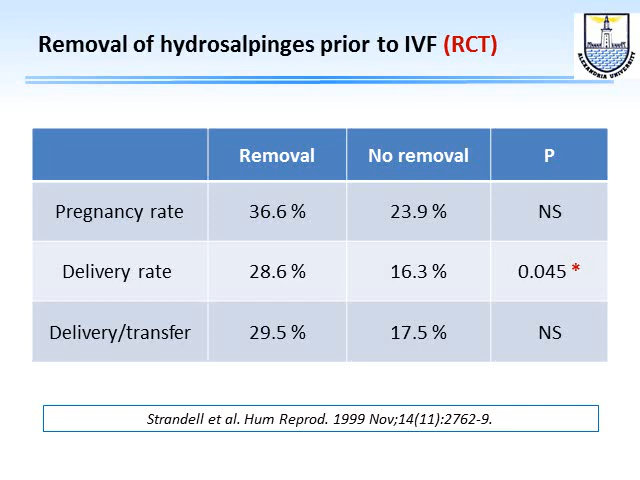 Removal of hydrosalpinges prior to IVF (RCT)
ALEXANDRIA UNIVERSITY
Removal No removal P
Pregnancy rate 36.6 % 23.9 % NS
Delivery rate 28.6 % 16.3 % 0.045 *
Delivery/transfer 29.5 % 17.5 % NS
Strandell et al. Hum Reprod. 1999 Nov;14(11):2762-9.